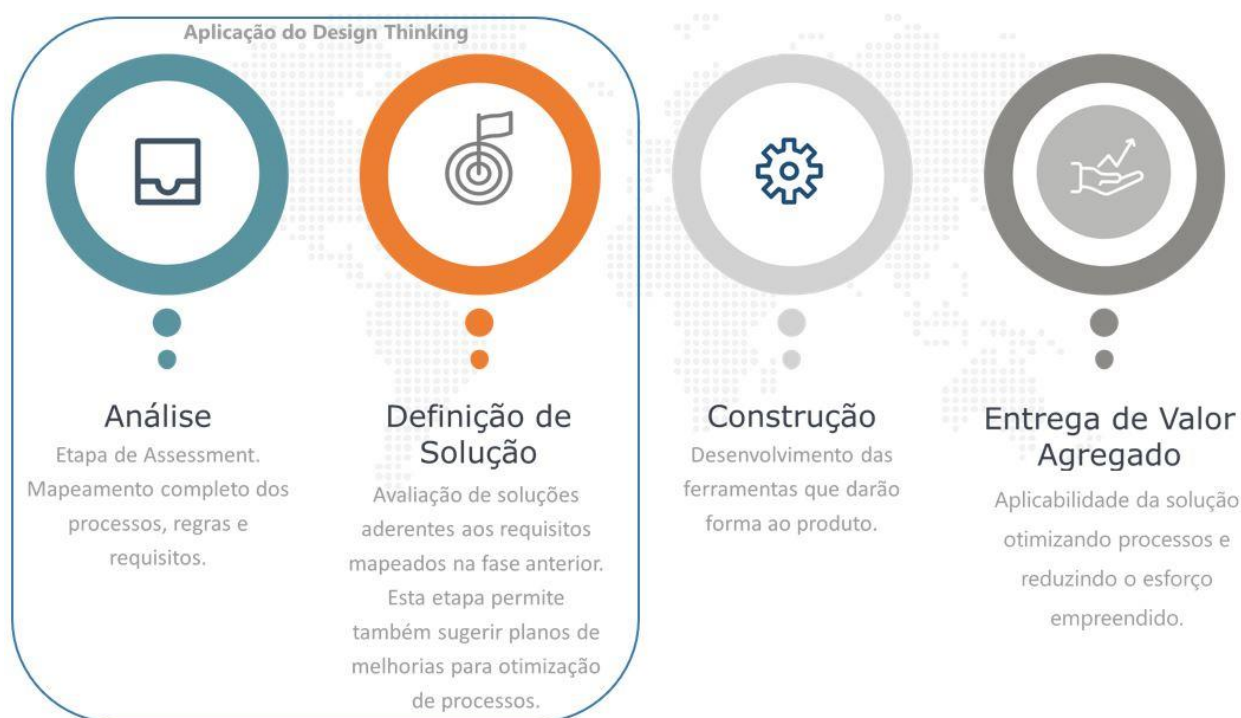 Aplicação do Design Thinking
Análise
Etapa de Assessment.
Mapeamento completo dos
processos, regras e
requisitos.
Definição de
Solução
Avaliação de soluções
aderentes aos requisitos
mapeados na fase anterior.
Esta etapa permite
também sugerir planos de
melhorias para otimização
de processos.
Construção
Desenvolvimento das
ferramentas que darão
forma ao produto.
Entrega de Valor
Agregado
Aplicabilidade da solução
otimizando processos e
reduzindo o esforço
empreendido.